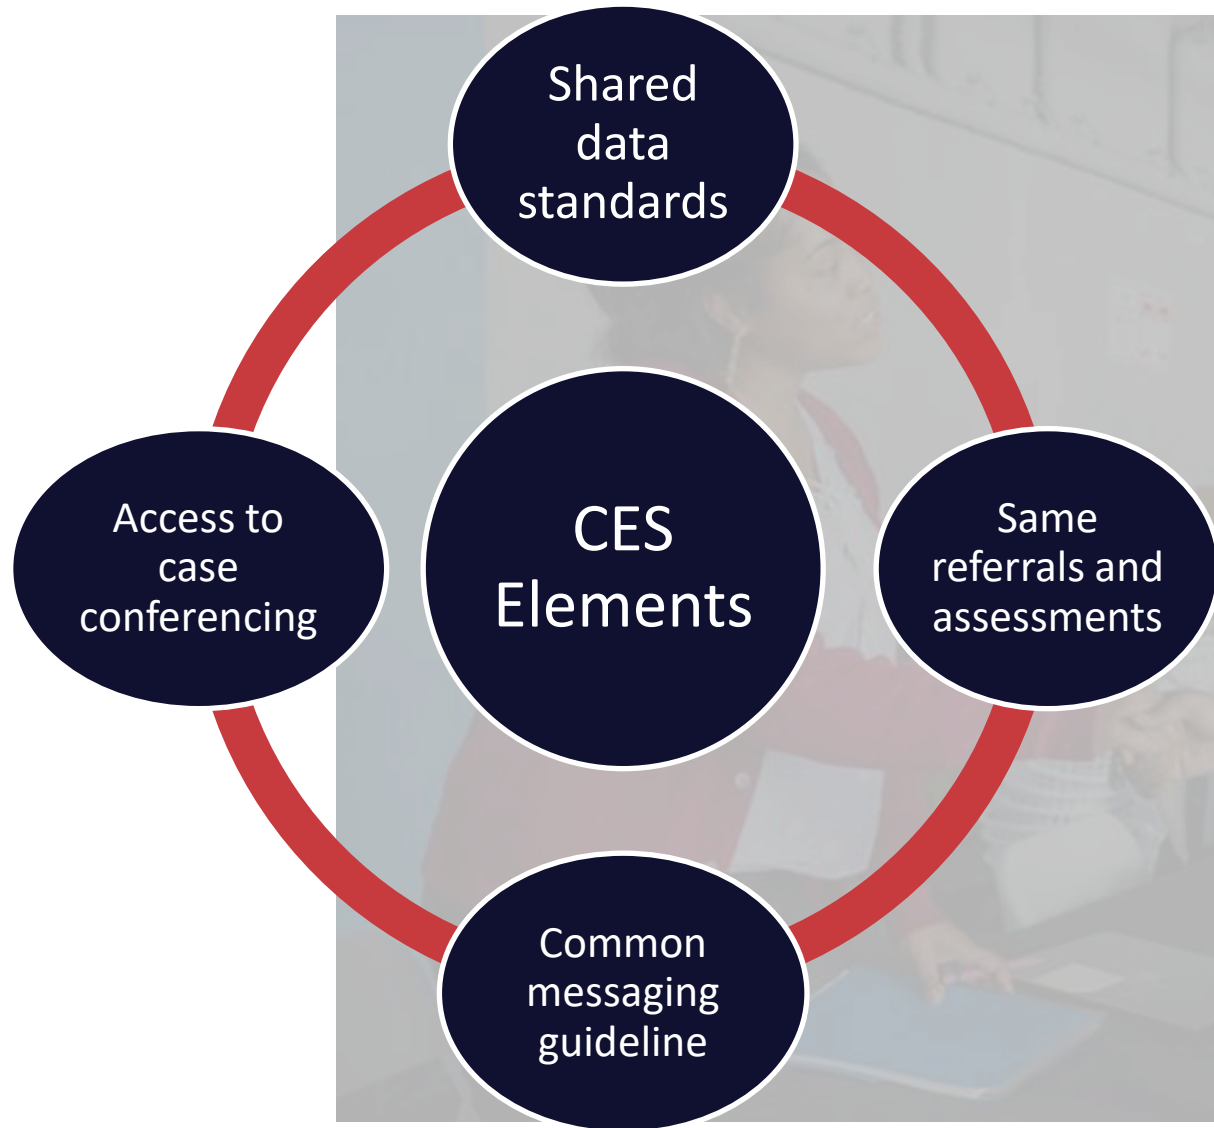 Shared
data
standards
Access to
case
conferencing
CES
Elements
Same
referrals and
assessments
Common
messaging
guideline